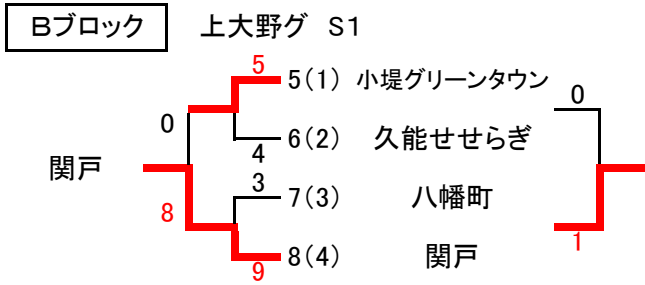 Bブロック 上大野グ S1
5 5(1) 小堤グリーンタウン 0
0
4 6(2) 久能せせらぎ
関戸
3 7(3) 八幡町
8
9 8(4) 関戸 1